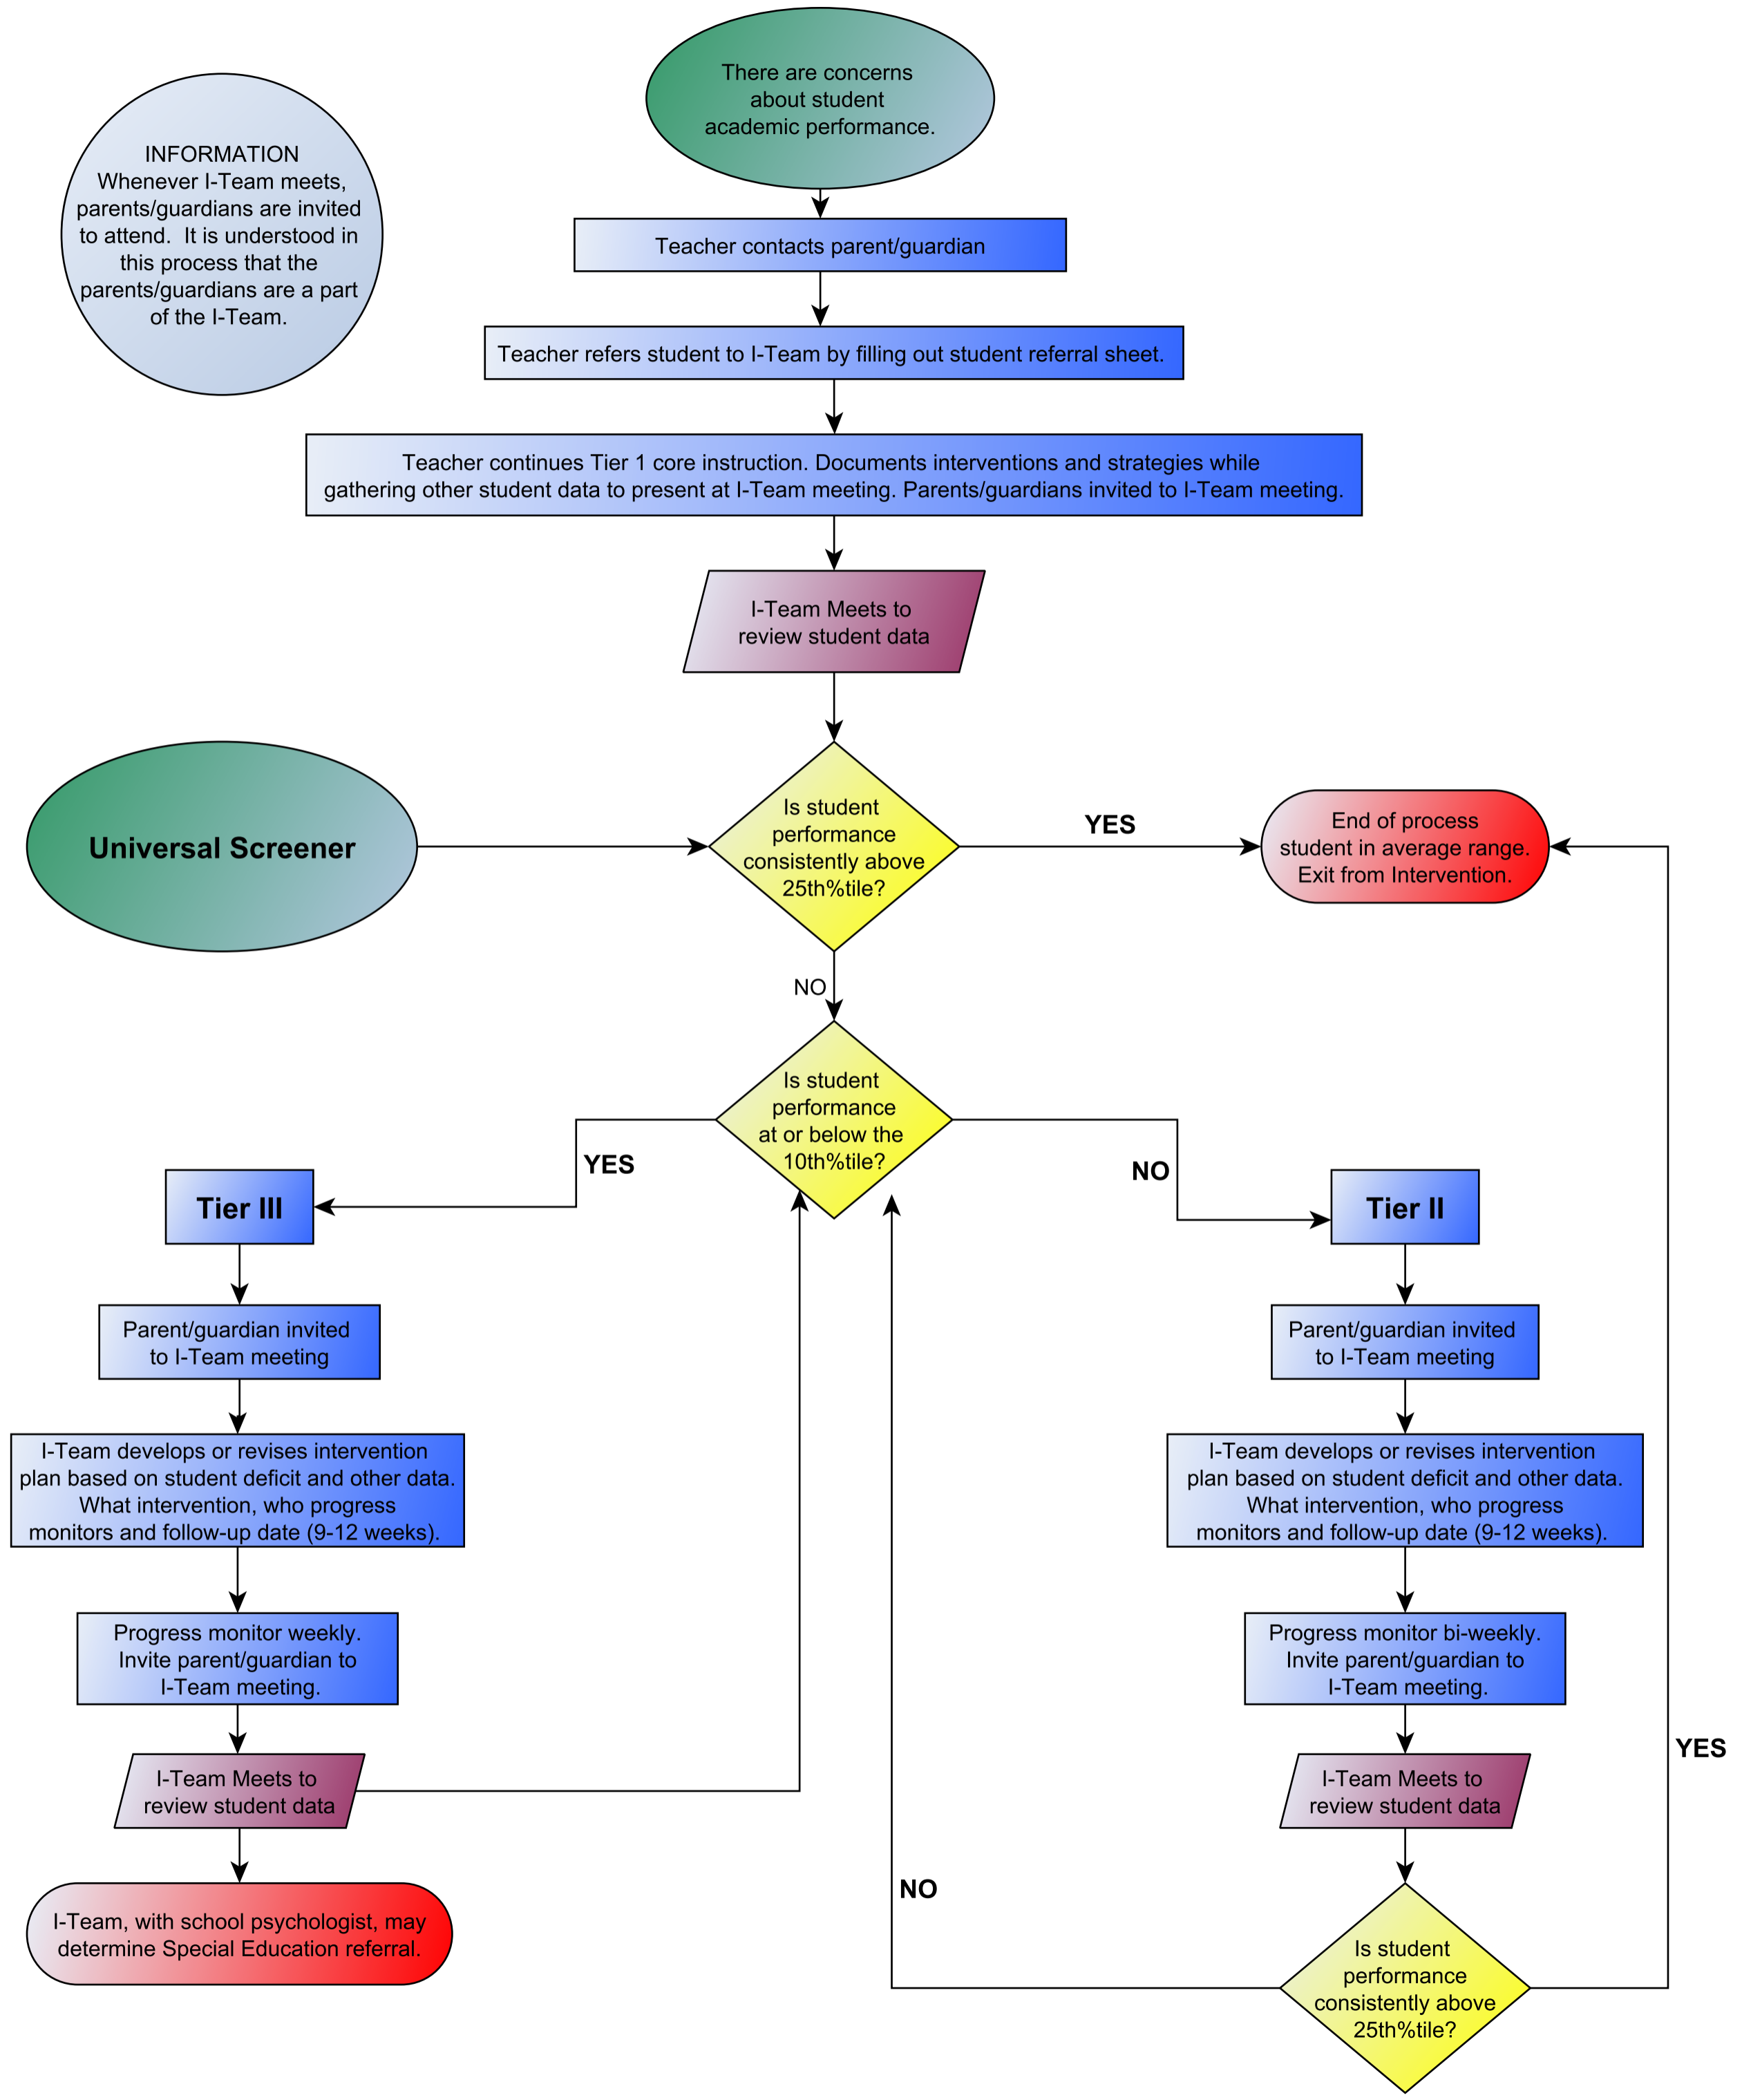 There are concerns
about student
academic performance.
INFORMATION
Whenever I-Team meets,
parents/guardians are invited
to attend.  It is understood in
this process that the
parents/guardians are a part
of the I-Team.
Teacher contacts parent/guardian
Teacher refers student to I-Team by filling out student referral sheet.
Teacher continues Tier 1 core instruction. Documents interventions and strategies while
gathering other student data to present at I-Team meeting. Parents/guardians invited to I-Team meeting.
I-Team Meets to
review student data
Universal Screener
Is student
performance
consistently above
25th%tile?
YES
End of process
student in average range.
Exit from Intervention.
NO
Is student
performance
at or below the
10th%tile?
YES
NO
Tier III
Parent/guardian invited
to I-Team meeting
I-Team develops or revises intervention
plan based on student deficit and other data.
What intervention, who progress
monitors and follow-up date (9-12 weeks).
Progress monitor weekly.
Invite parent/guardian to
I-Team meeting.
I-Team Meets to
review student data
I-Team, with school psychologist, may
determine Special Education referral.
Tier II
Parent/guardian invited
to I-Team meeting
I-Team develops or revises intervention
plan based on student deficit and other data.
What intervention, who progress
monitors and follow-up date (9-12 weeks).
Progress monitor bi-weekly.
Invite parent/guardian to
I-Team meeting.
I-Team Meets to
review student data
YES
NO
Is student
performance
consistently above
25th%tile?